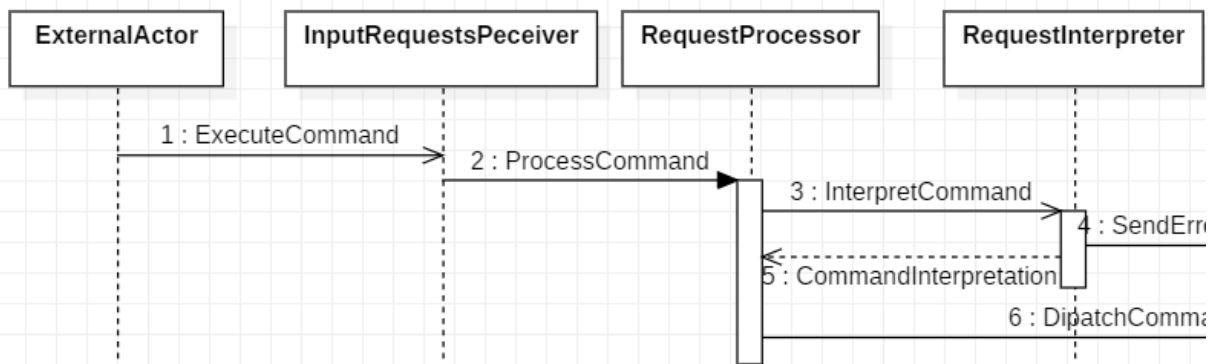 ExternalActor
InputRequestsPeceiver
RequestProcessor
RequestInterpreter
1 : ExecuteCommand
2 : ProcessCommand
3 : InterpretCommand
4 : SendErr
5 : CommandInterpretation
6 : DipatchComma